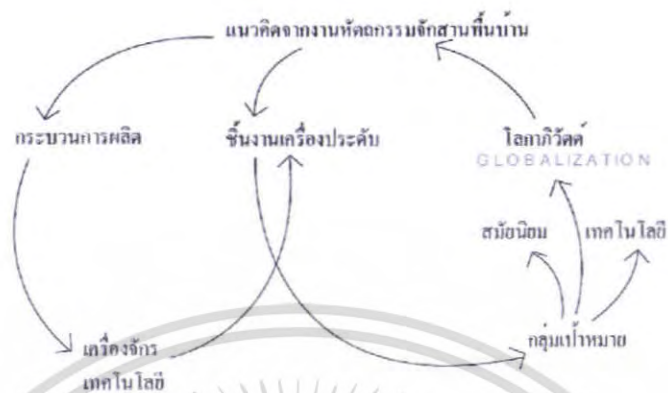 แนวคิดจากงานหัตถกรรมจักสานพื้นบ้าน
กระบวนการผลิต
ชิ้นงานเครื่องประดับ
โลกาภิวัตต์
GLOBALIZATION
สมัยนิยม
เทคโนโลยี
กลุ่มเป้าหมาย
เครื่องจักร
เทคโนโลยี